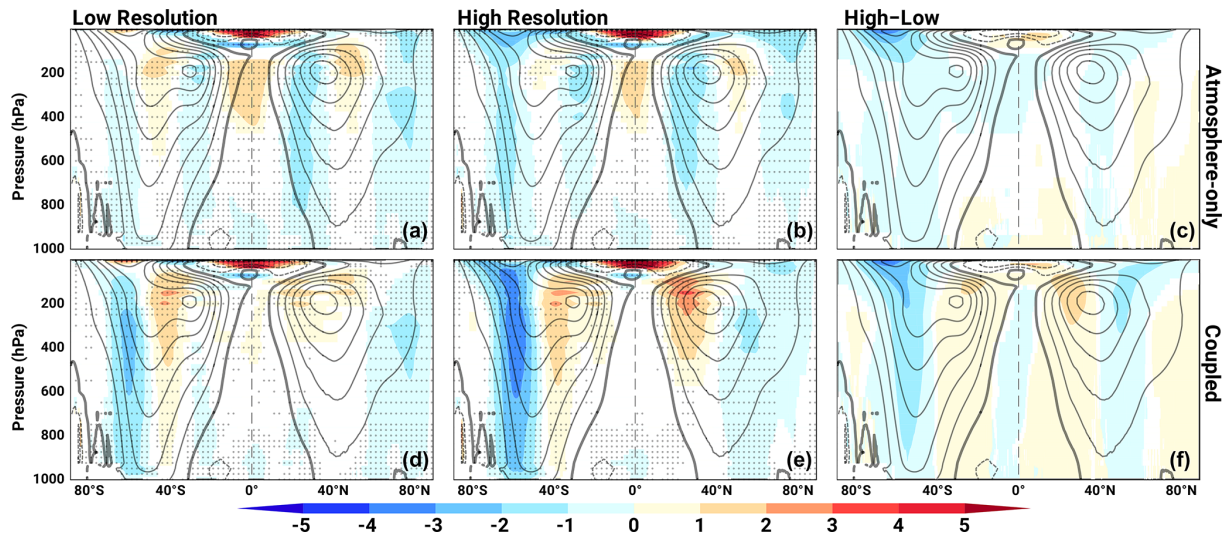 Low Resolution
High Resolution
High−Low
Pressure (hPa)
200
400
600
800
1000
(a)
(b)
(c)
Atmosphere-only
Pressure (hPa)
200
400
600
800
1000
(d)
(e)
(f)
Coupled
80°S 40°S 0° 40°N 80°N
80°S 40°S 0° 40°N 80°N
80°S 40°S 0° 40°N 80°N
-5 -4 -3 -2 -1 0 1 2 3 4 5